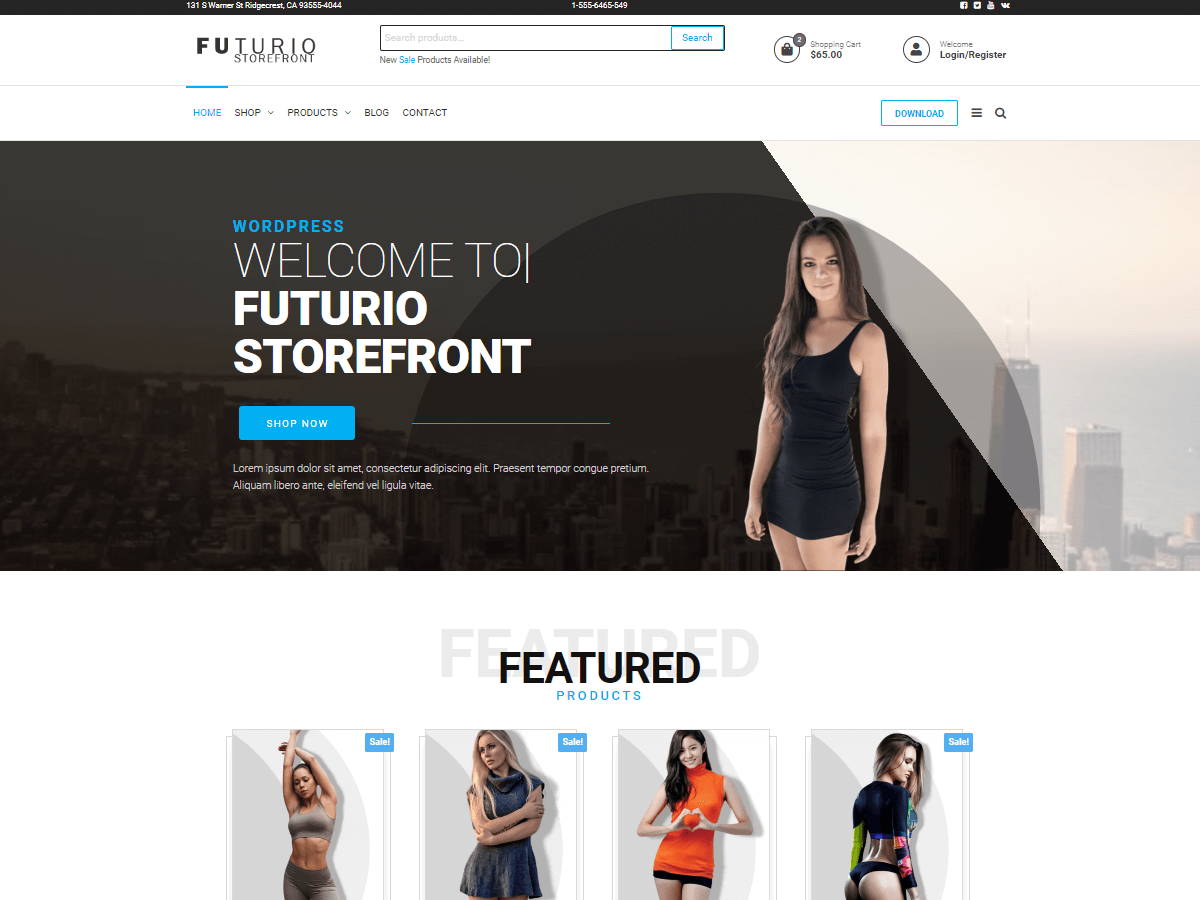 131 S Warner St Ridgecrest, CA 93555-4044
1-555-6465-549
FUTURIO
STOREFRONT
Search products...
Search
New Sale Products Available!
2
Shopping Cart
$65.00
Welcome
Login/Register
HOME
SHOP
PRODUCTS
BLOG
CONTACT
DOWNLOAD
WORDPRESS
WELCOME TO|
FUTURIO
STOREFRONT
SHOP NOW
Lorem ipsum dolor sit amet, consectetur adipiscing elit. Praesent tempor congue pretium.
Aliquam libero ante, eleifend vel ligula vitae.
FEATURED
FEATURED
PRODUCTS
Sale!
Sale!
Sale!